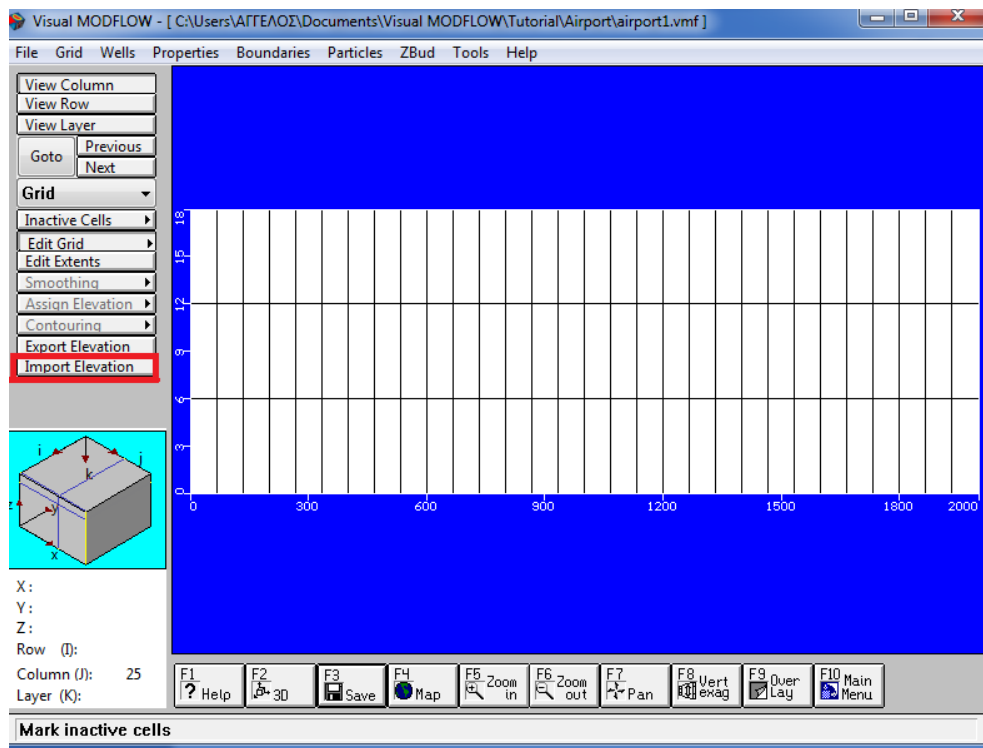 Visual MODFLOW - [ C:\Users\ΑΓΓΕΛΟΣ\Documents\Visual MODFLOW\Tutorial\Airport\airport1.vmf ]
File Grid Wells Properties Boundaries Particles ZBud Tools Help
View Column
View Row
View Layer
Goto
Previous
Next
Grid
Inactive Cells
Edit Grid
Edit Extents
Smoothing
Assign Elevation
Contouring
Export Elevation
Import Elevation
18
15
12
9
6
3
0
0 300 600 900 1200 1500 1800 2000
i
j
k
z
y
x
X :
Y :
Z :
Row (I):
Column (J): 25
Layer (K):
F1 ? Help
F2 3D
F3 Save
F4 Map
F5 Zoom in
F6 Zoom out
F7 Pan
F8 Vert exag
F9 Over Lay
F10 Main Menu
Mark inactive cells